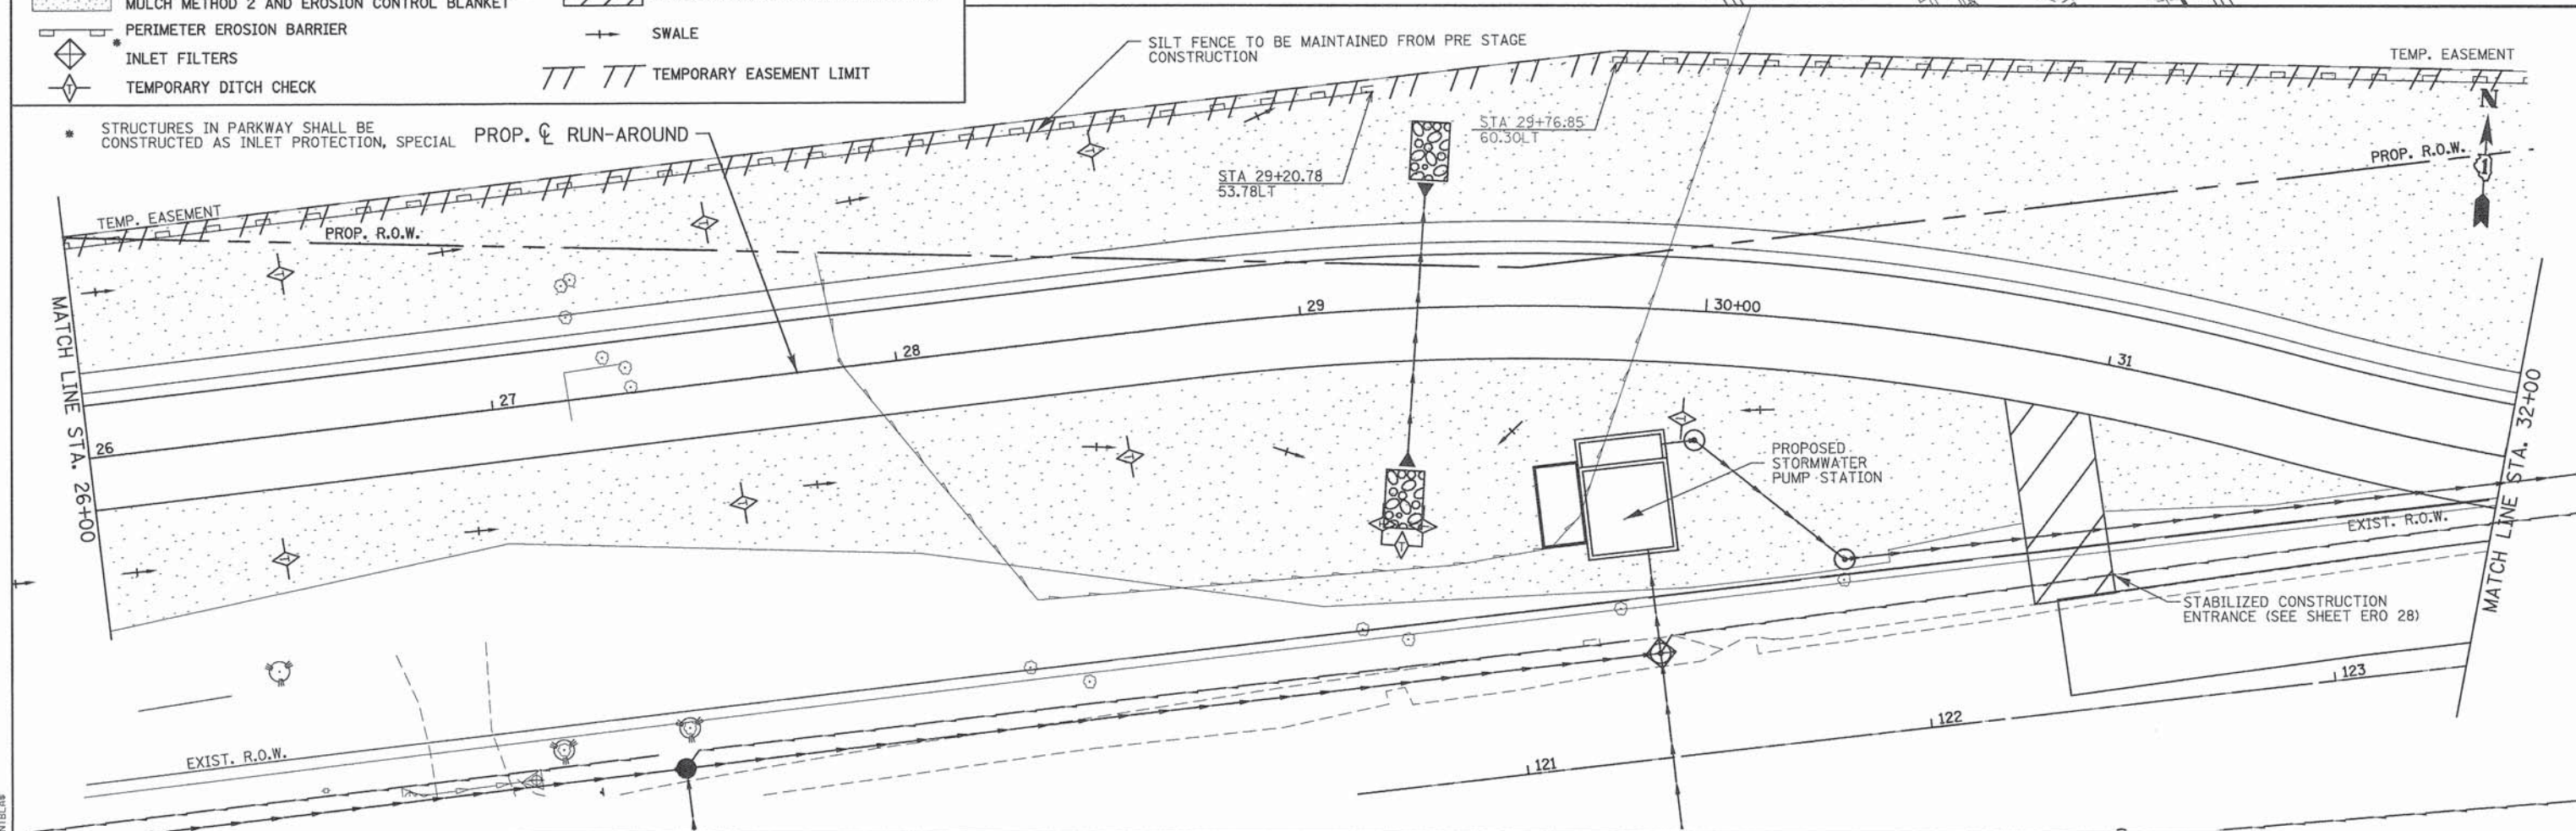 MULCH METHOD 2 AND EROSION CONTROL BLANKET
PERIMETER EROSION BARRIER
*
INLET FILTERS
T
TEMPORARY DITCH CHECK
SWALE
TEMPORARY EASEMENT LIMIT
* STRUCTURES IN PARKWAY SHALL BE
CONSTRUCTED AS INLET PROTECTION, SPECIAL
PROP. ℄ RUN-AROUND
SILT FENCE TO BE MAINTAINED FROM PRE STAGE
CONSTRUCTION
TEMP. EASEMENT
N
1
STA 29+76.85
60.30LT
STA 29+20.78
53.78LT
PROP. R.O.W.
TEMP. EASEMENT
PROP. R.O.W.
MATCH LINE STA. 26+00
26
27
28
29
30+00
31
MATCH LINE STA. 32+00
PROPOSED
STORMWATER
PUMP STATION
EXIST. R.O.W.
STABILIZED CONSTRUCTION
ENTRANCE (SEE SHEET ERO 28)
EXIST. R.O.W.
121
122
123